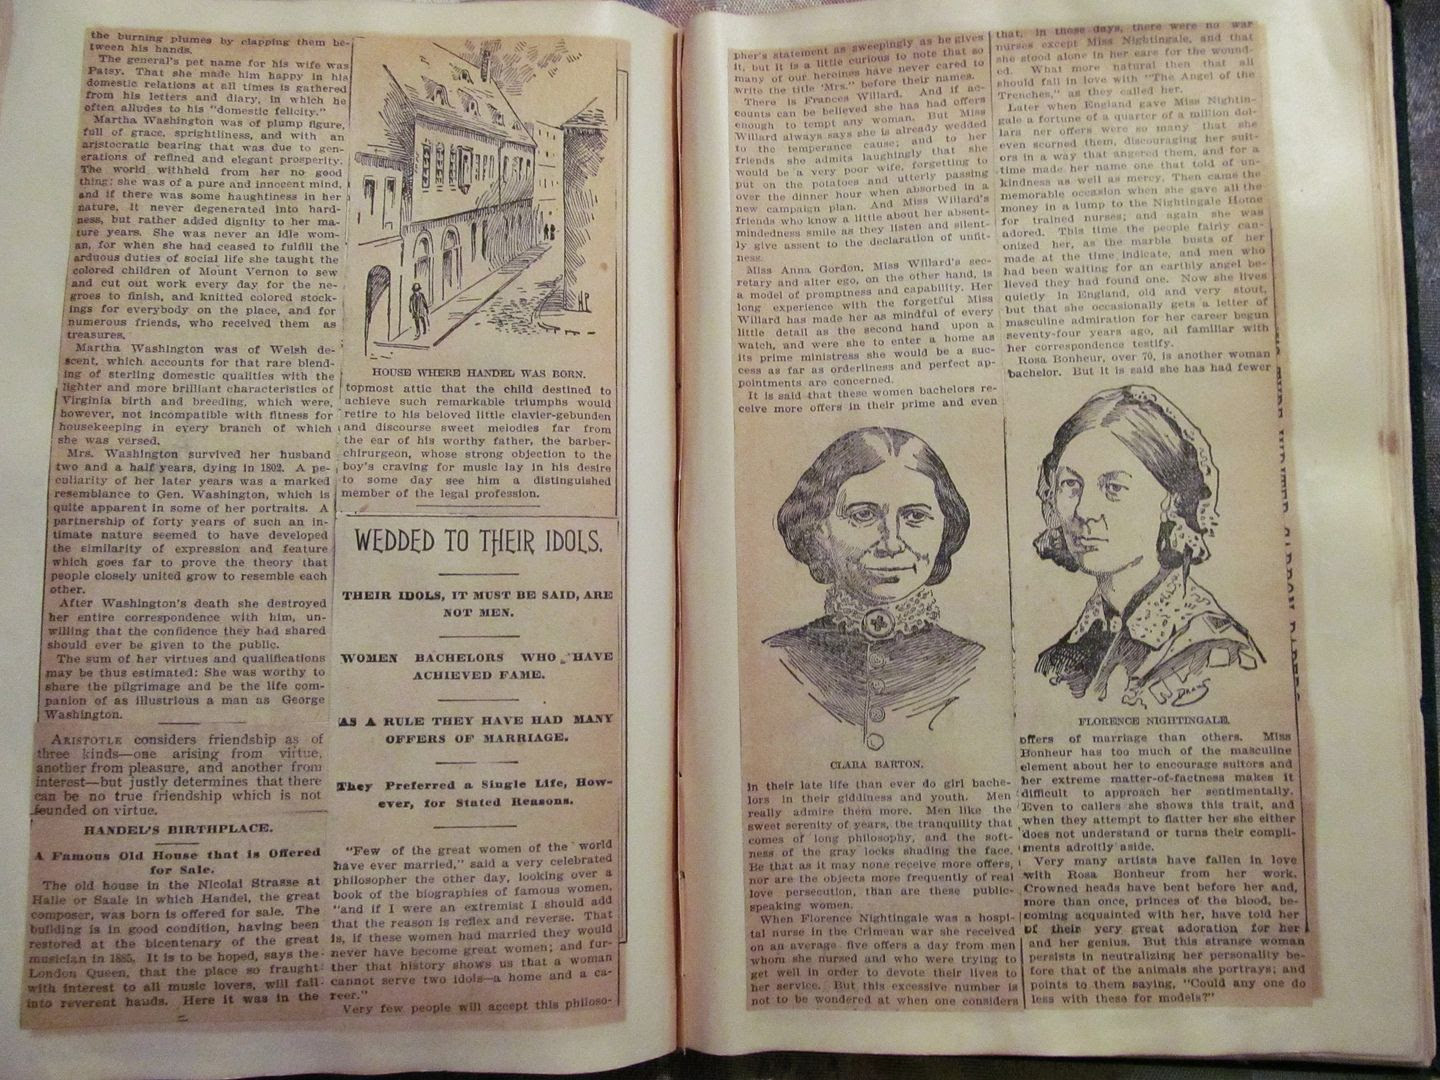 the burning plumes by clapping them be-
tween his hands.
The general's pet name for his wife was
Patsy. That she made him happy in his
domestic relations at all times is gathered
from his letters and diary, in which he
often alludes to his "domestic felicity."
Martha Washington was of plump figure,
full of grace, sprightliness, and with an
aristocratic bearing that was due to gen-
erations of refined and elegant prosperity.
The world withheld from her no good
thing; she was of a pure and innocent mind,
and if there was some haughtiness in her
nature, it never degenerated into hard-
ness, but rather added dignity to her ma-
ture years. She was never an idle wom-
an, for when she had ceased to fulfill the
arduous duties of social life she taught the
colored children of Mount Vernon to sew
and cut out work every day for the ne-
groes to finish, and knitted colored stock-
ings for everybody on the place, and for
numerous friends, who received them as
treasures.
Martha Washington was of Welsh de-
scent, which accounts for that rare blend-
ing of sterling domestic qualities with the
lighter and more brilliant characteristics of
Virginia birth and breeding, which were,
however, not incompatible with fitness for
housekeeping in every branch of which
she was versed.
Mrs. Washington survived her husband
two and a half years, dying in 1802. A pe-
culiarity of her later years was a marked
resemblance to Gen. Washington, which is
quite apparent in some of her portraits. A
partnership of forty years of such an in-
timate nature seemed to have developed
the similarity of expression and feature
which goes far to prove the theory that
people closely united grow to resemble each
other.
After Washington's death she destroyed
her entire correspondence with him, un-
willing that the confidence they had shared
should ever be given to the public.
The sum of her virtues and qualifications
may be thus estimated: She was worthy to
share the pilgrimage and be the life com-
panion of as illustrious a man as George
Washington.
ARISTOTLE considers friendship as of
three kinds—one arising from virtue,
another from pleasure, and another from
interest—but justly determines that there
can be no true friendship which is not
founded on virtue.
HANDEL'S BIRTHPLACE.
A Famous Old House that is Offered
for Sale.
The old house in the Nicolai Strasse at
Halle or Saale in which Handel, the great
composer, was born is offered for sale. The
building is in good condition, having been
restored at the bicentenary of the great
musician in 1885. It is to be hoped, says the
London Queen, that the place so fraught
with interest to all music lovers, will fall
into reverent hands. Here it was in the
HP
HOUSE WHERE HANDEL WAS BORN.
topmost attic that the child destined to
achieve such remarkable triumphs would
retire to his beloved little clavier-gebunden
and discourse sweet melodies far from
the ear of his worthy father, the barber-
chirurgeon, whose strong objection to the
boy's craving for music lay in his desire
to some day see him a distinguished
member of the legal profession.
WEDDED TO THEIR IDOLS.
THEIR IDOLS, IT MUST BE SAID, ARE
NOT MEN.
WOMEN BACHELORS WHO HAVE
ACHIEVED FAME.
AS A RULE THEY HAVE HAD MANY
OFFERS OF MARRIAGE.
They Preferred a Single Life, How-
ever, for Stated Reasons.
"Few of the great women of the world
have ever married," said a very celebrated
philosopher the other day, looking over a
book of the biographies of famous women,
"and if I were an extremist I should add
that the reason is reflex and reverse. That
is, if these women had married they would
never have become great women; and fur-
ther that history shows us that a woman
cannot serve two idols—a home and a ca-
reer."
Very few people will accept this philoso-
pher's statement as sweepingly as he gives
it, but it is a little curious to note that so
many of our heroines have never cared to
write the title 'Mrs." before their names.
There is Frances Willard. And if ac-
counts can be believed she has had offers
enough to tempt any woman. But Miss
Willard always says she is already wedded
to the temperance cause; and to her
friends she admits laughingly that she
would be a very poor wife, forgetting to
put on the potatoes and utterly passing
over the dinner hour when absorbed in a
new campaign plan. And Miss Willard's
friends who know a little about her absent-
mindedness smile as they listen and silent-
ly give assent to the declaration of unfit-
ness.
Miss Anna Gordon, Miss Willard's sec-
retary and alter ego, on the other hand, is
a model of promptness and capability. Her
long experience with the forgetful Miss
Willard has made her as mindful of every
little detail as the second hand upon a
watch, and were she to enter a home as
its prime ministress she would be a suc-
cess as far as orderliness and perfect ap-
pointments are concerned.
It is said that these women bachelors re-
ceive more offers in their prime and even
CLARA BARTON.
in their late life than ever do girl bache-
lors in their giddiness and youth. Men
really admire them more. Men like the
sweet serenity of years, the tranquility that
comes of long philosophy, and the soft-
ness of the gray locks shading the face.
Be that as it may none receive more offers,
nor are the objects more frequently of real
love persecution, than are these public-
speaking women.
When Florence Nightingale was a hospi-
tal nurse in the Crimean war she received
on an average five offers a day from men
whom she nursed and who were trying to
get well in order to devote their lives to
her service. But this excessive number is
not to be wondered at when one considers
that, in those days, there were no war
nurses except Miss Nightingale, and that
she stood alone in her care for the wound-
ed. What more natural then that all
should fall in love with "The Angel of the
Trenches," as they called her.
Later when England gave Miss Nightin-
gale a fortune of a quarter of a million dol-
lars her offers were so many that she
even scorned them, discouraging her suit-
ors in a way that angered them, and for a
time made her name one that told of un-
kindness as well as mercy. Then came the
memorable occasion when she gave all the
money in a lump to the Nightingale Home
for trained nurses; and again she was
adored. This time the people fairly can-
onized her, as the marble busts of her
made at the time indicate, and men who
had been waiting for an earthly angel be-
lieved they had found one. Now she lives
quietly in England, old and very stout,
but that she occasionally gets a letter of
masculine admiration for her career begun
seventy-four years ago, all familiar with
her correspondence testify.
Rosa Bonheur, over 70, is another woman
bachelor. But it is said she has had fewer
FLORENCE NIGHTINGALE.
offers of marriage than others. Miss
Bonheur has too much of the masculine
element about her to encourage suitors and
her extreme matter-of-factness makes it
difficult to approach her sentimentally.
Even to callers she shows this trait, and
when they attempt to flatter her she either
does not understand or turns their compli-
ments adroitly aside.
Very many artists have fallen in love
with Rosa Bonheur from her work.
Crowned heads have bent before her and,
more than once, princes of the blood, be-
coming acquainted with her, have told her
of their very great adoration for her
and her genius. But this strange woman
persists in neutralizing her personality be-
fore that of the animals she portrays; and
points to them saying, "Could any one do
less with these for models?"